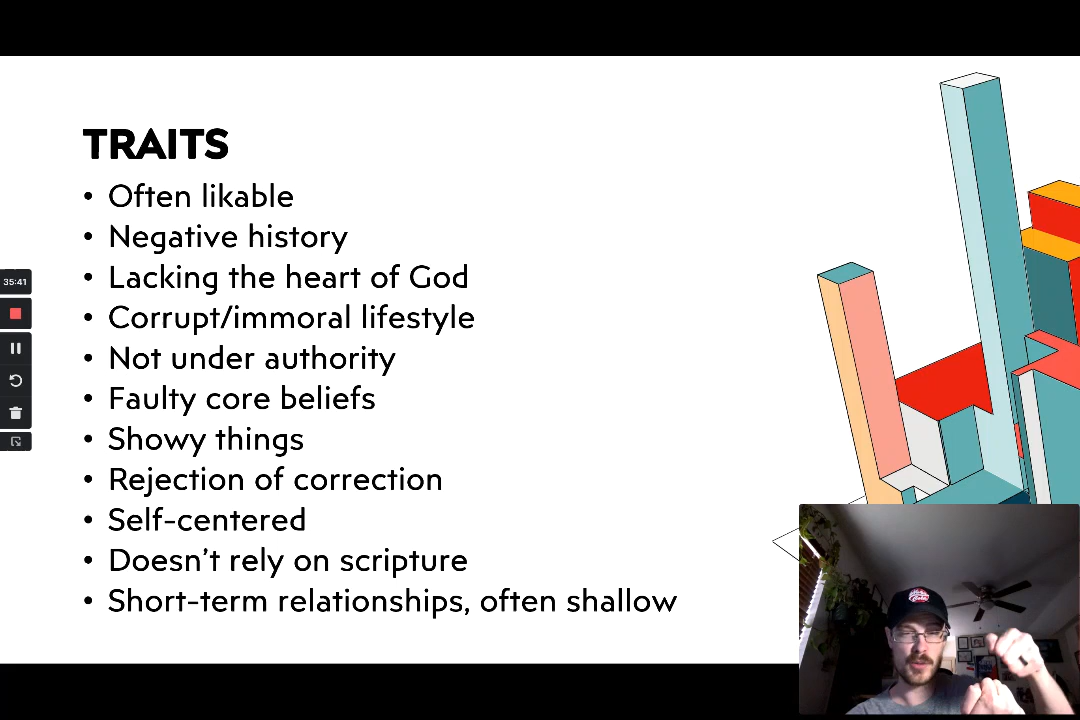 TRAITS
• Often likable
• Negative history
• Lacking the heart of God
• Corrupt/immoral lifestyle
• Not under authority
• Faulty core beliefs
• Showy things
• Rejection of correction
• Self-centered
• Doesn’t rely on scripture
• Short-term relationships, often shallow
35:41